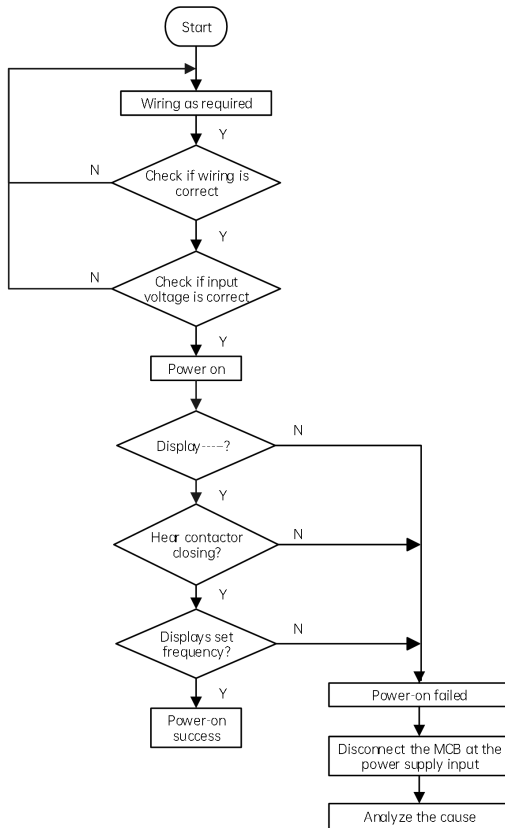 Start
Wiring as required
Y
N
Check if wiring is
correct
Y
N
Check if input
voltage is correct
Y
Power on
N
Display-----?
Y
N
Hear contactor
closing?
Y
N
Displays set
frequency?
Y
Power-on failed
Power-on
success
Disconnect the MCB at the
power supply input
Analyze the cause